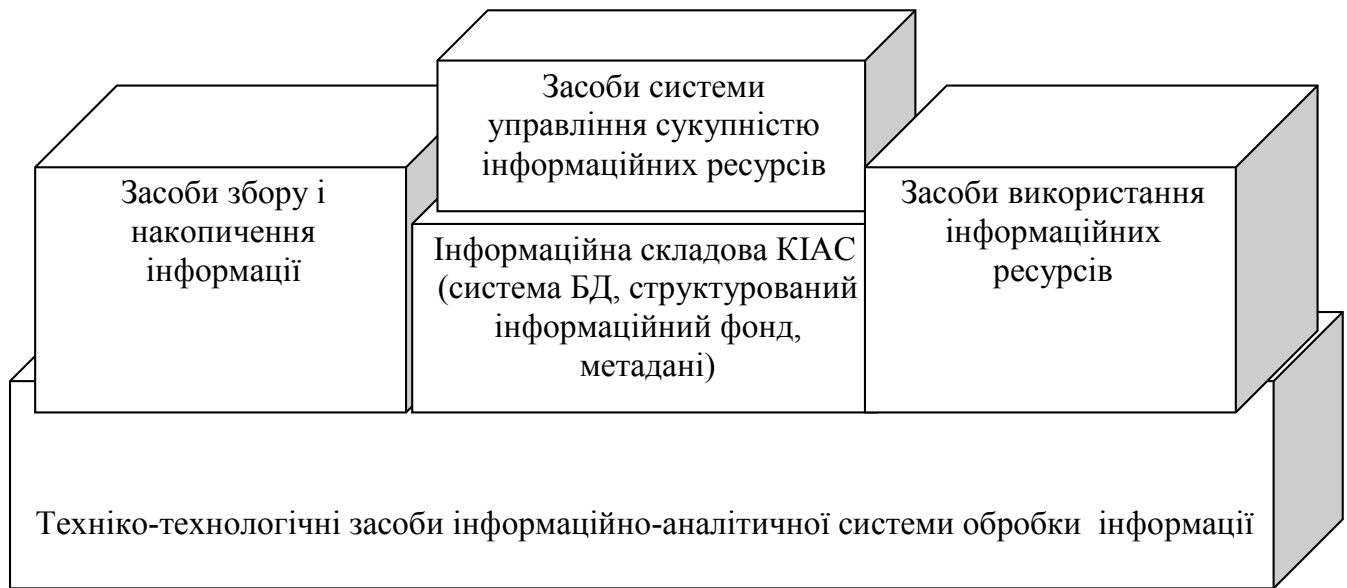 Засоби системи
управління сукупністю
інформаційних ресурсів
Засоби збору і
накопичення
інформації
Інформаційна складова КІАС
(система БД, структурований
інформаційний фонд,
метадані)
Засоби використання
інформаційних
ресурсів
Техніко-технологічні засоби інформаційно-аналітичної системи обробки інформації